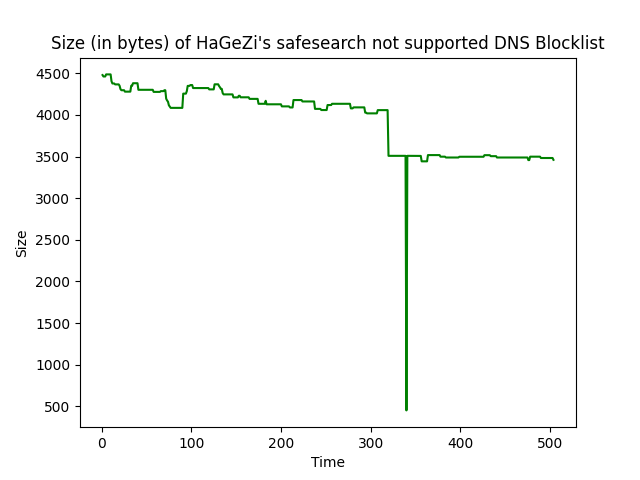 Size (in bytes) of HaGeZi's safesearch not supported DNS Blocklist
4500
4000
3500
3000
2500
2000
1500
1000
500
Size
0 100 200 300 400 500
Time